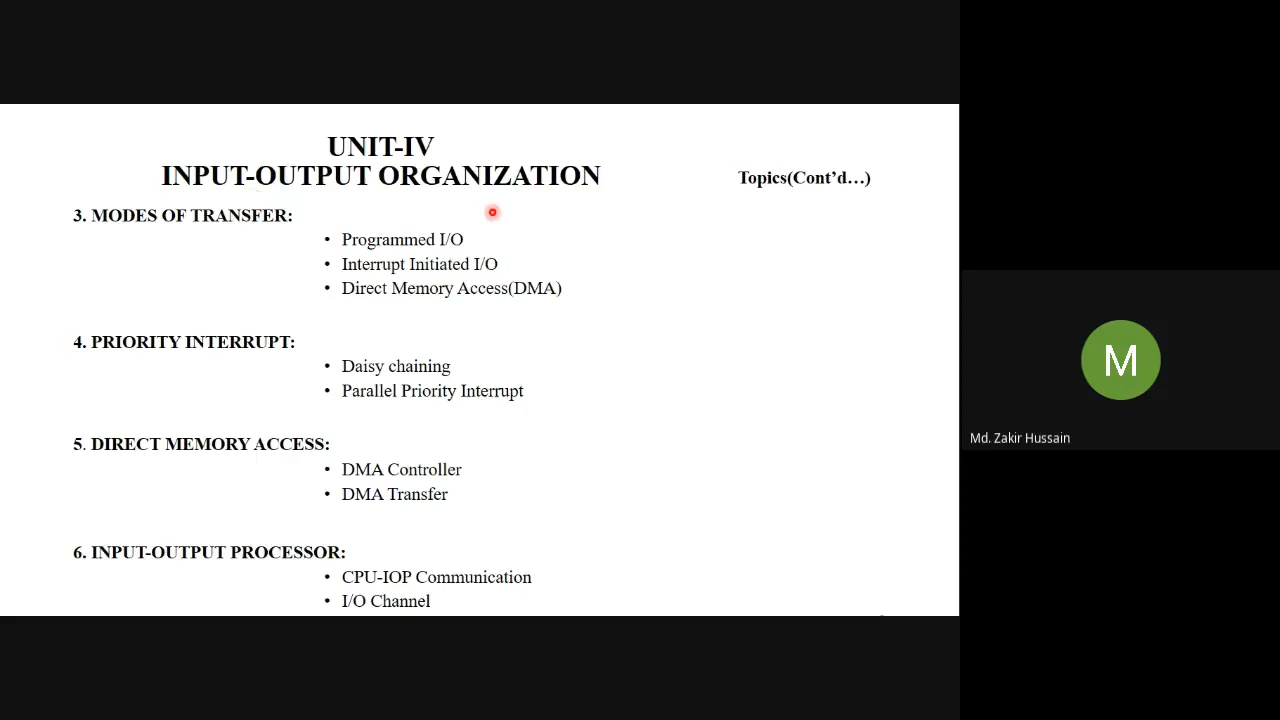 UNIT-IV
INPUT-OUTPUT ORGANIZATION
Topics(Cont’d…)
3. MODES OF TRANSFER:
• Programmed I/O
• Interrupt Initiated I/O
• Direct Memory Access(DMA)
4. PRIORITY INTERRUPT:
• Daisy chaining
• Parallel Priority Interrupt
5. DIRECT MEMORY ACCESS:
• DMA Controller
• DMA Transfer
6. INPUT-OUTPUT PROCESSOR:
• CPU-IOP Communication
• I/O Channel
M
Md. Zakir Hussain